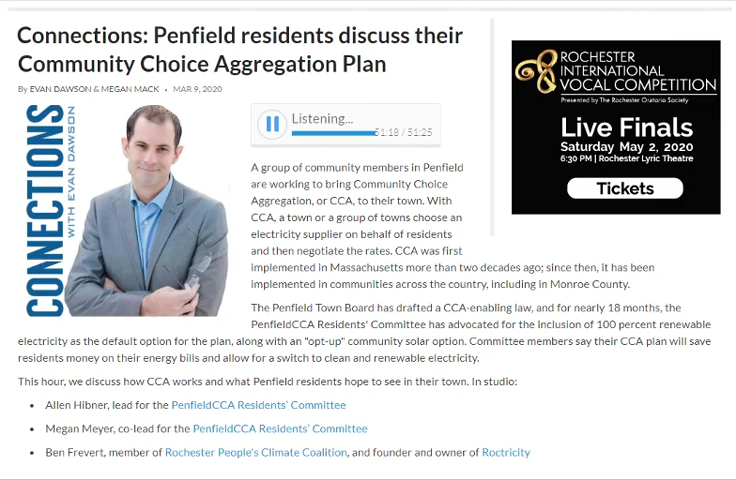 Connections: Penfield residents discuss their
Community Choice Aggregation Plan
By EVAN DAWSON & MEGAN MACK • MAR 9, 2020
CONNECTIONS
WITH EVAN DAWSON
Listening...
51:18 / 51:25
A group of community members in Penfield
are working to bring Community Choice
Aggregation, or CCA, to their town. With
CCA, a town or a group of towns choose an
electricity supplier on behalf of residents
and then negotiate the rates. CCA was first
implemented in Massachusetts more than two decades ago; since then, it has been
implemented in communities across the country, including in Monroe County.
The Penfield Town Board has drafted a CCA-enabling law, and for nearly 18 months, the
PenfieldCCA Residents' Committee has advocated for the inclusion of 100 percent renewable
electricity as the default option for the plan, along with an "opt-up" community solar option. Committee members say their CCA plan will save
residents money on their energy bills and allow for a switch to clean and renewable electricity.
This hour, we discuss how CCA works and what Penfield residents hope to see in their town. In studio:
• Allen Hibner, lead for the PenfieldCCA Residents' Committee
• Megan Meyer, co-lead for the PenfieldCCA Residents' Committee
• Ben Frevert, member of Rochester People's Climate Coalition, and founder and owner of Roctricity
ROCHESTER
INTERNATIONAL
VOCAL COMPETITION
Presented by The Rochester Oratorio Society
Live Finals
Saturday May 2, 2020
6:30 PM | Rochester Lyric Theatre
Tickets